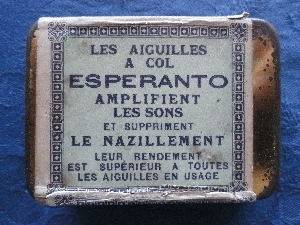 LES AIGUILLES
A COL
ESPERANTO
AMPLIFIENT
LES SONS
ET SUPPRIMENT
LE NAZILLEMENT
LEUR RENDEMENT
EST SUPÉRIEUR A TOUTES
LES AIGUILLES EN USAGE